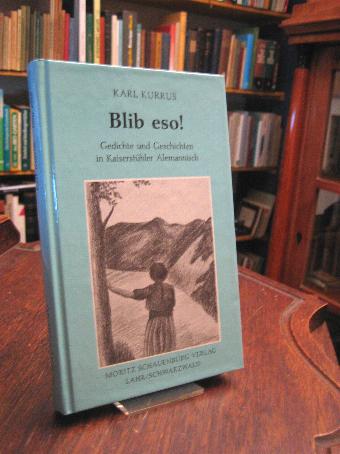 KARL KURRUS
Blib eso!
Gedichte und Geschichten
in Kaiserstühler Alemannisch
MORITZ SCHAUENBURG VERLAG
LAHR/SCHWARZWALD